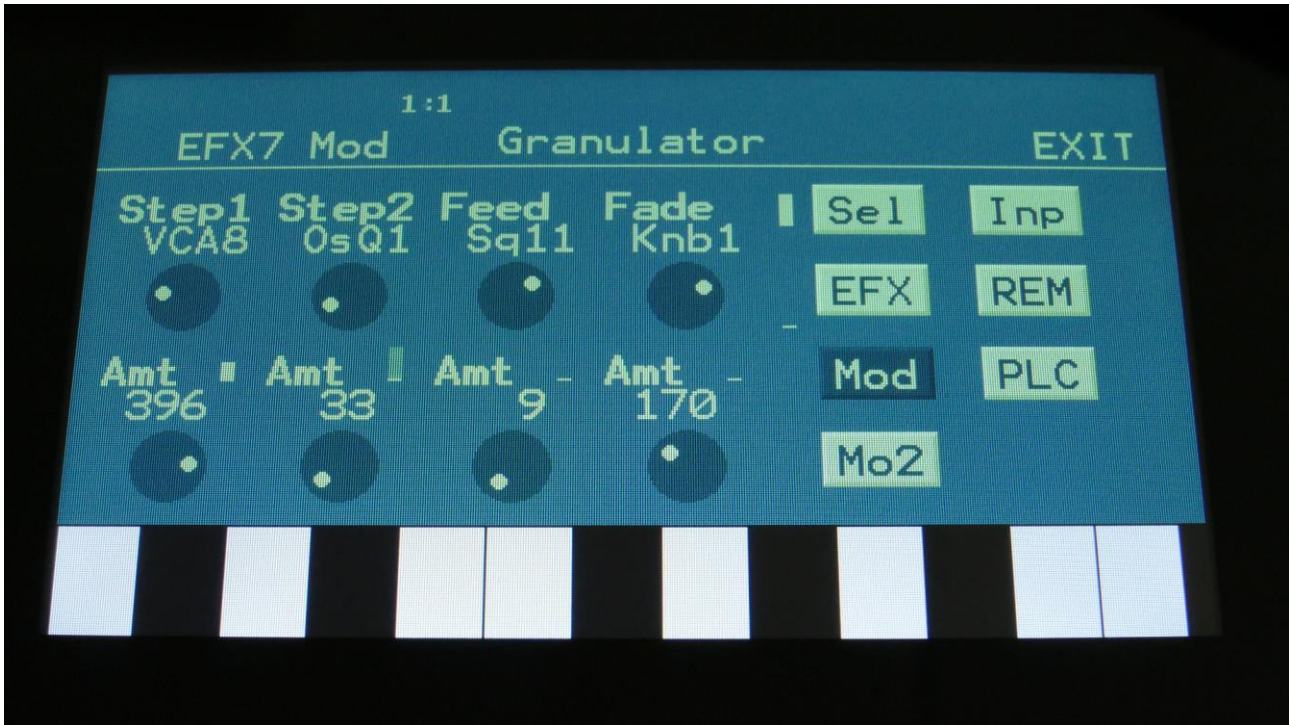 1:1
EFX7 Mod Granulator EXIT
Step1 Step2 Feed Fade Sel Inp
VCA8 OsQ1 Sq11 Knb1
EFX REM
Amt Amt Amt Amt Mod PLC
396 33 9 170
Mo2